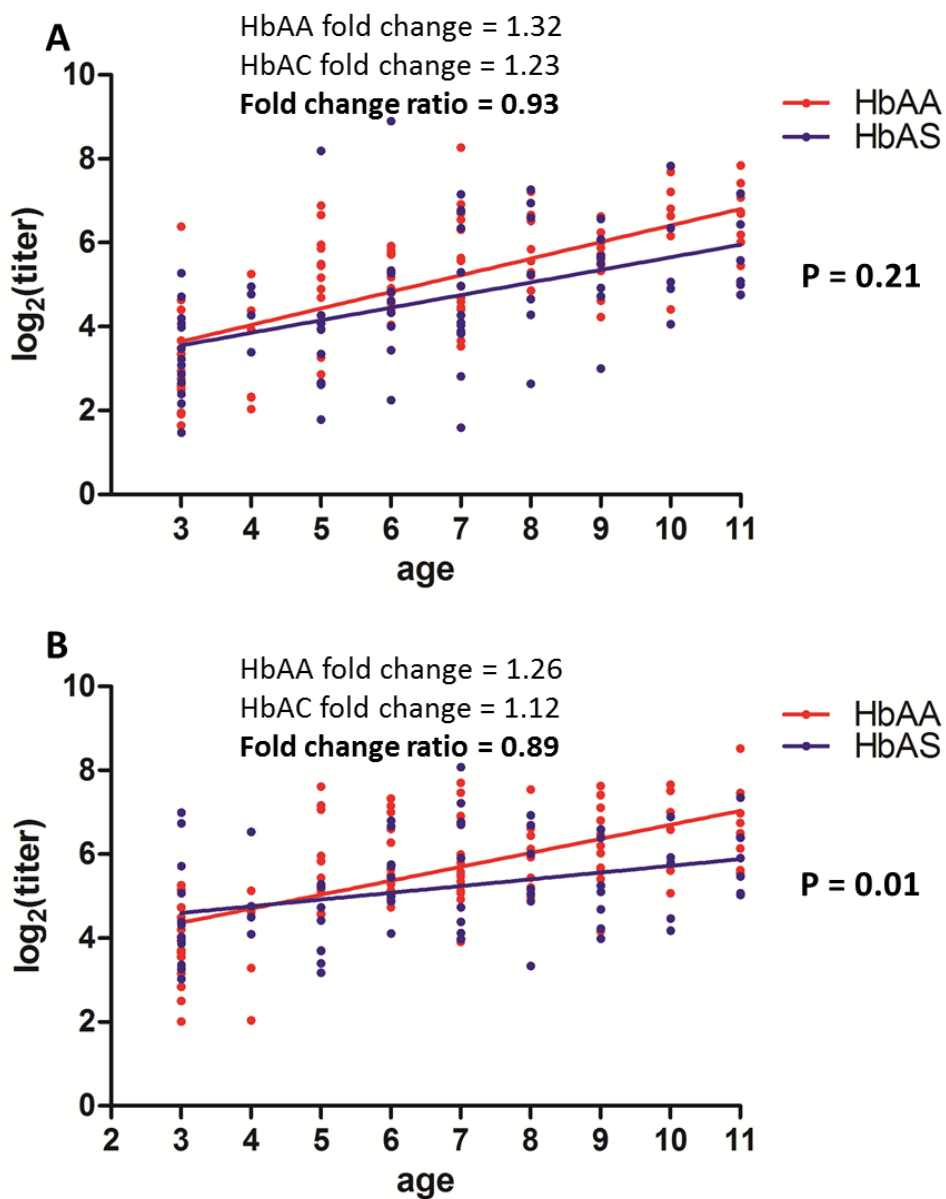 A
HbAA fold change = 1.32
HbAC fold change = 1.23
Fold change ratio = 0.93
HbAA
HbAS
P = 0.21
log2(titer)
10
8
6
4
2
0
3 4 5 6 7 8 9 10 11
age
B
HbAA fold change = 1.26
HbAC fold change = 1.12
Fold change ratio = 0.89
HbAA
HbAS
P = 0.01
log2(titer)
10
8
6
4
2
0
2 3 4 5 6 7 8 9 10 11
age